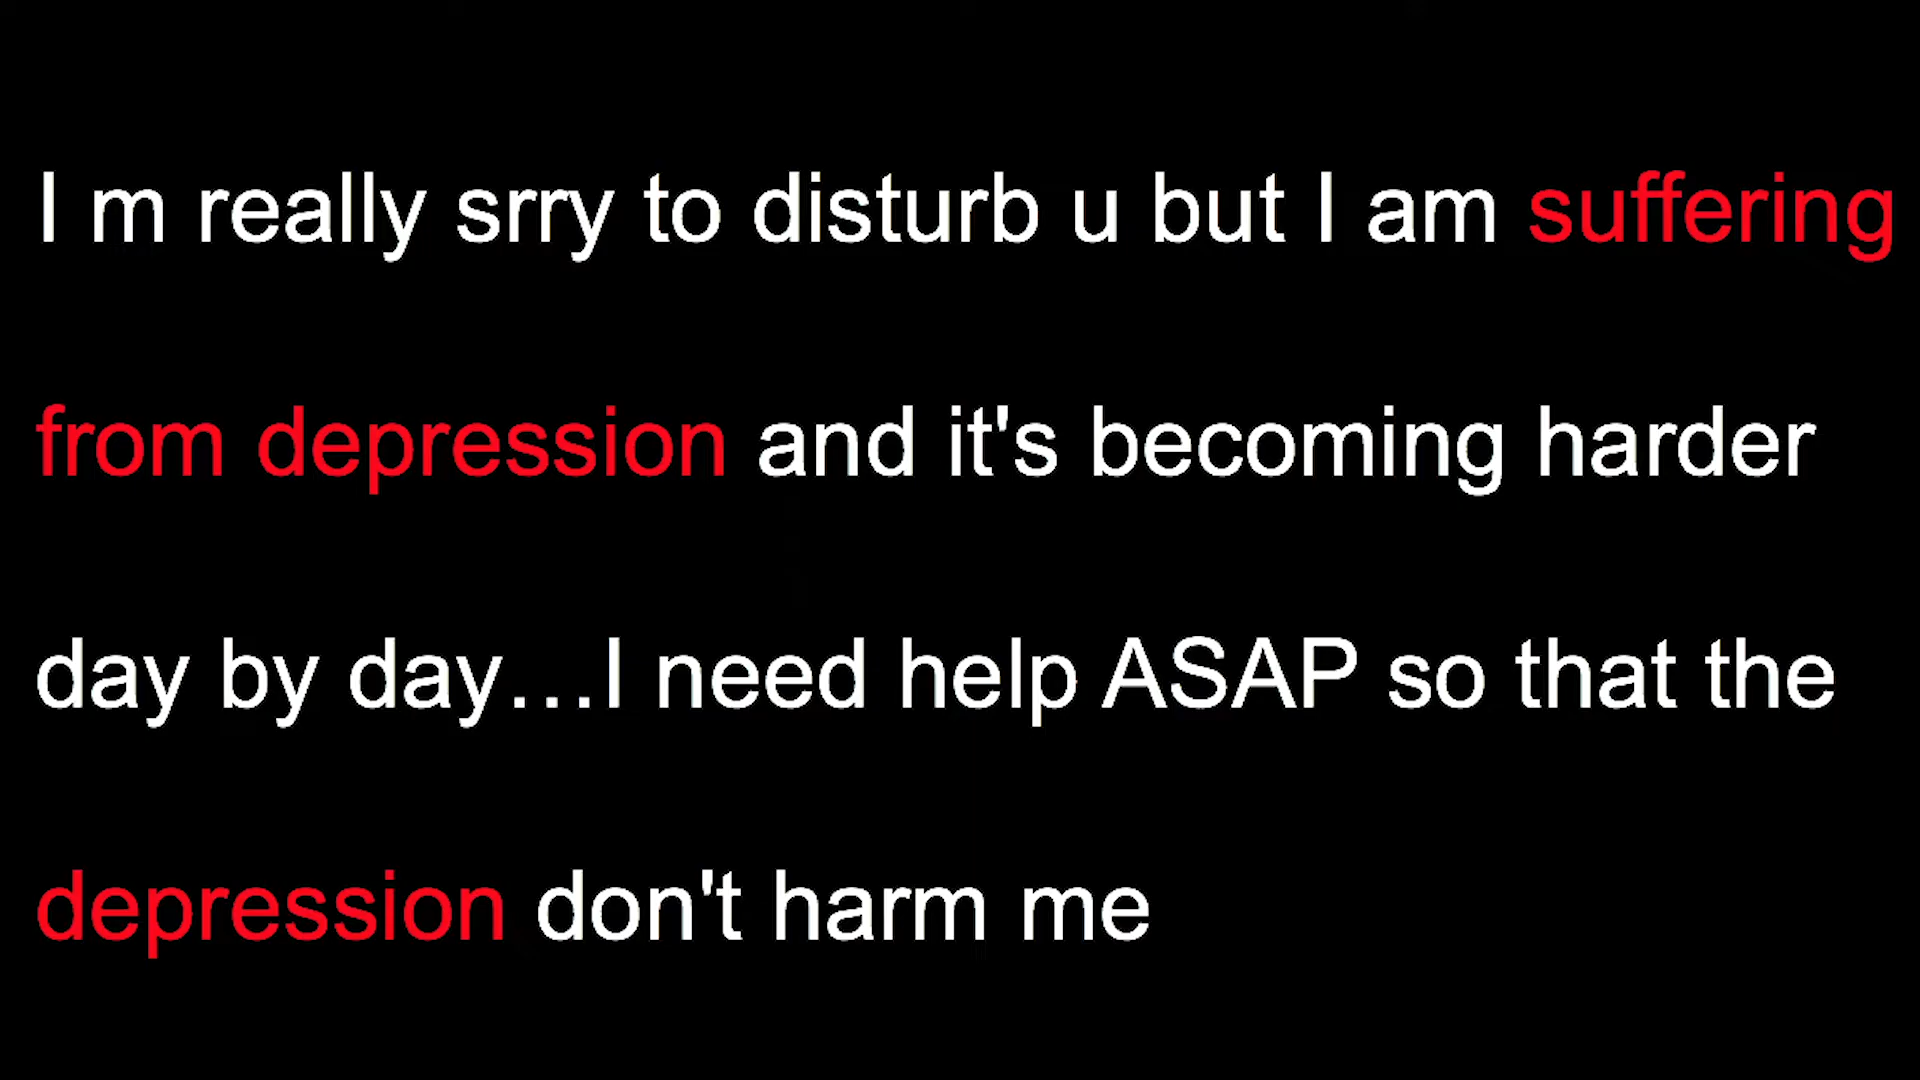 I m really srry to disturb u but I am suffering
from depression and it's becoming harder
day by day…I need help ASAP so that the
depression don't harm me